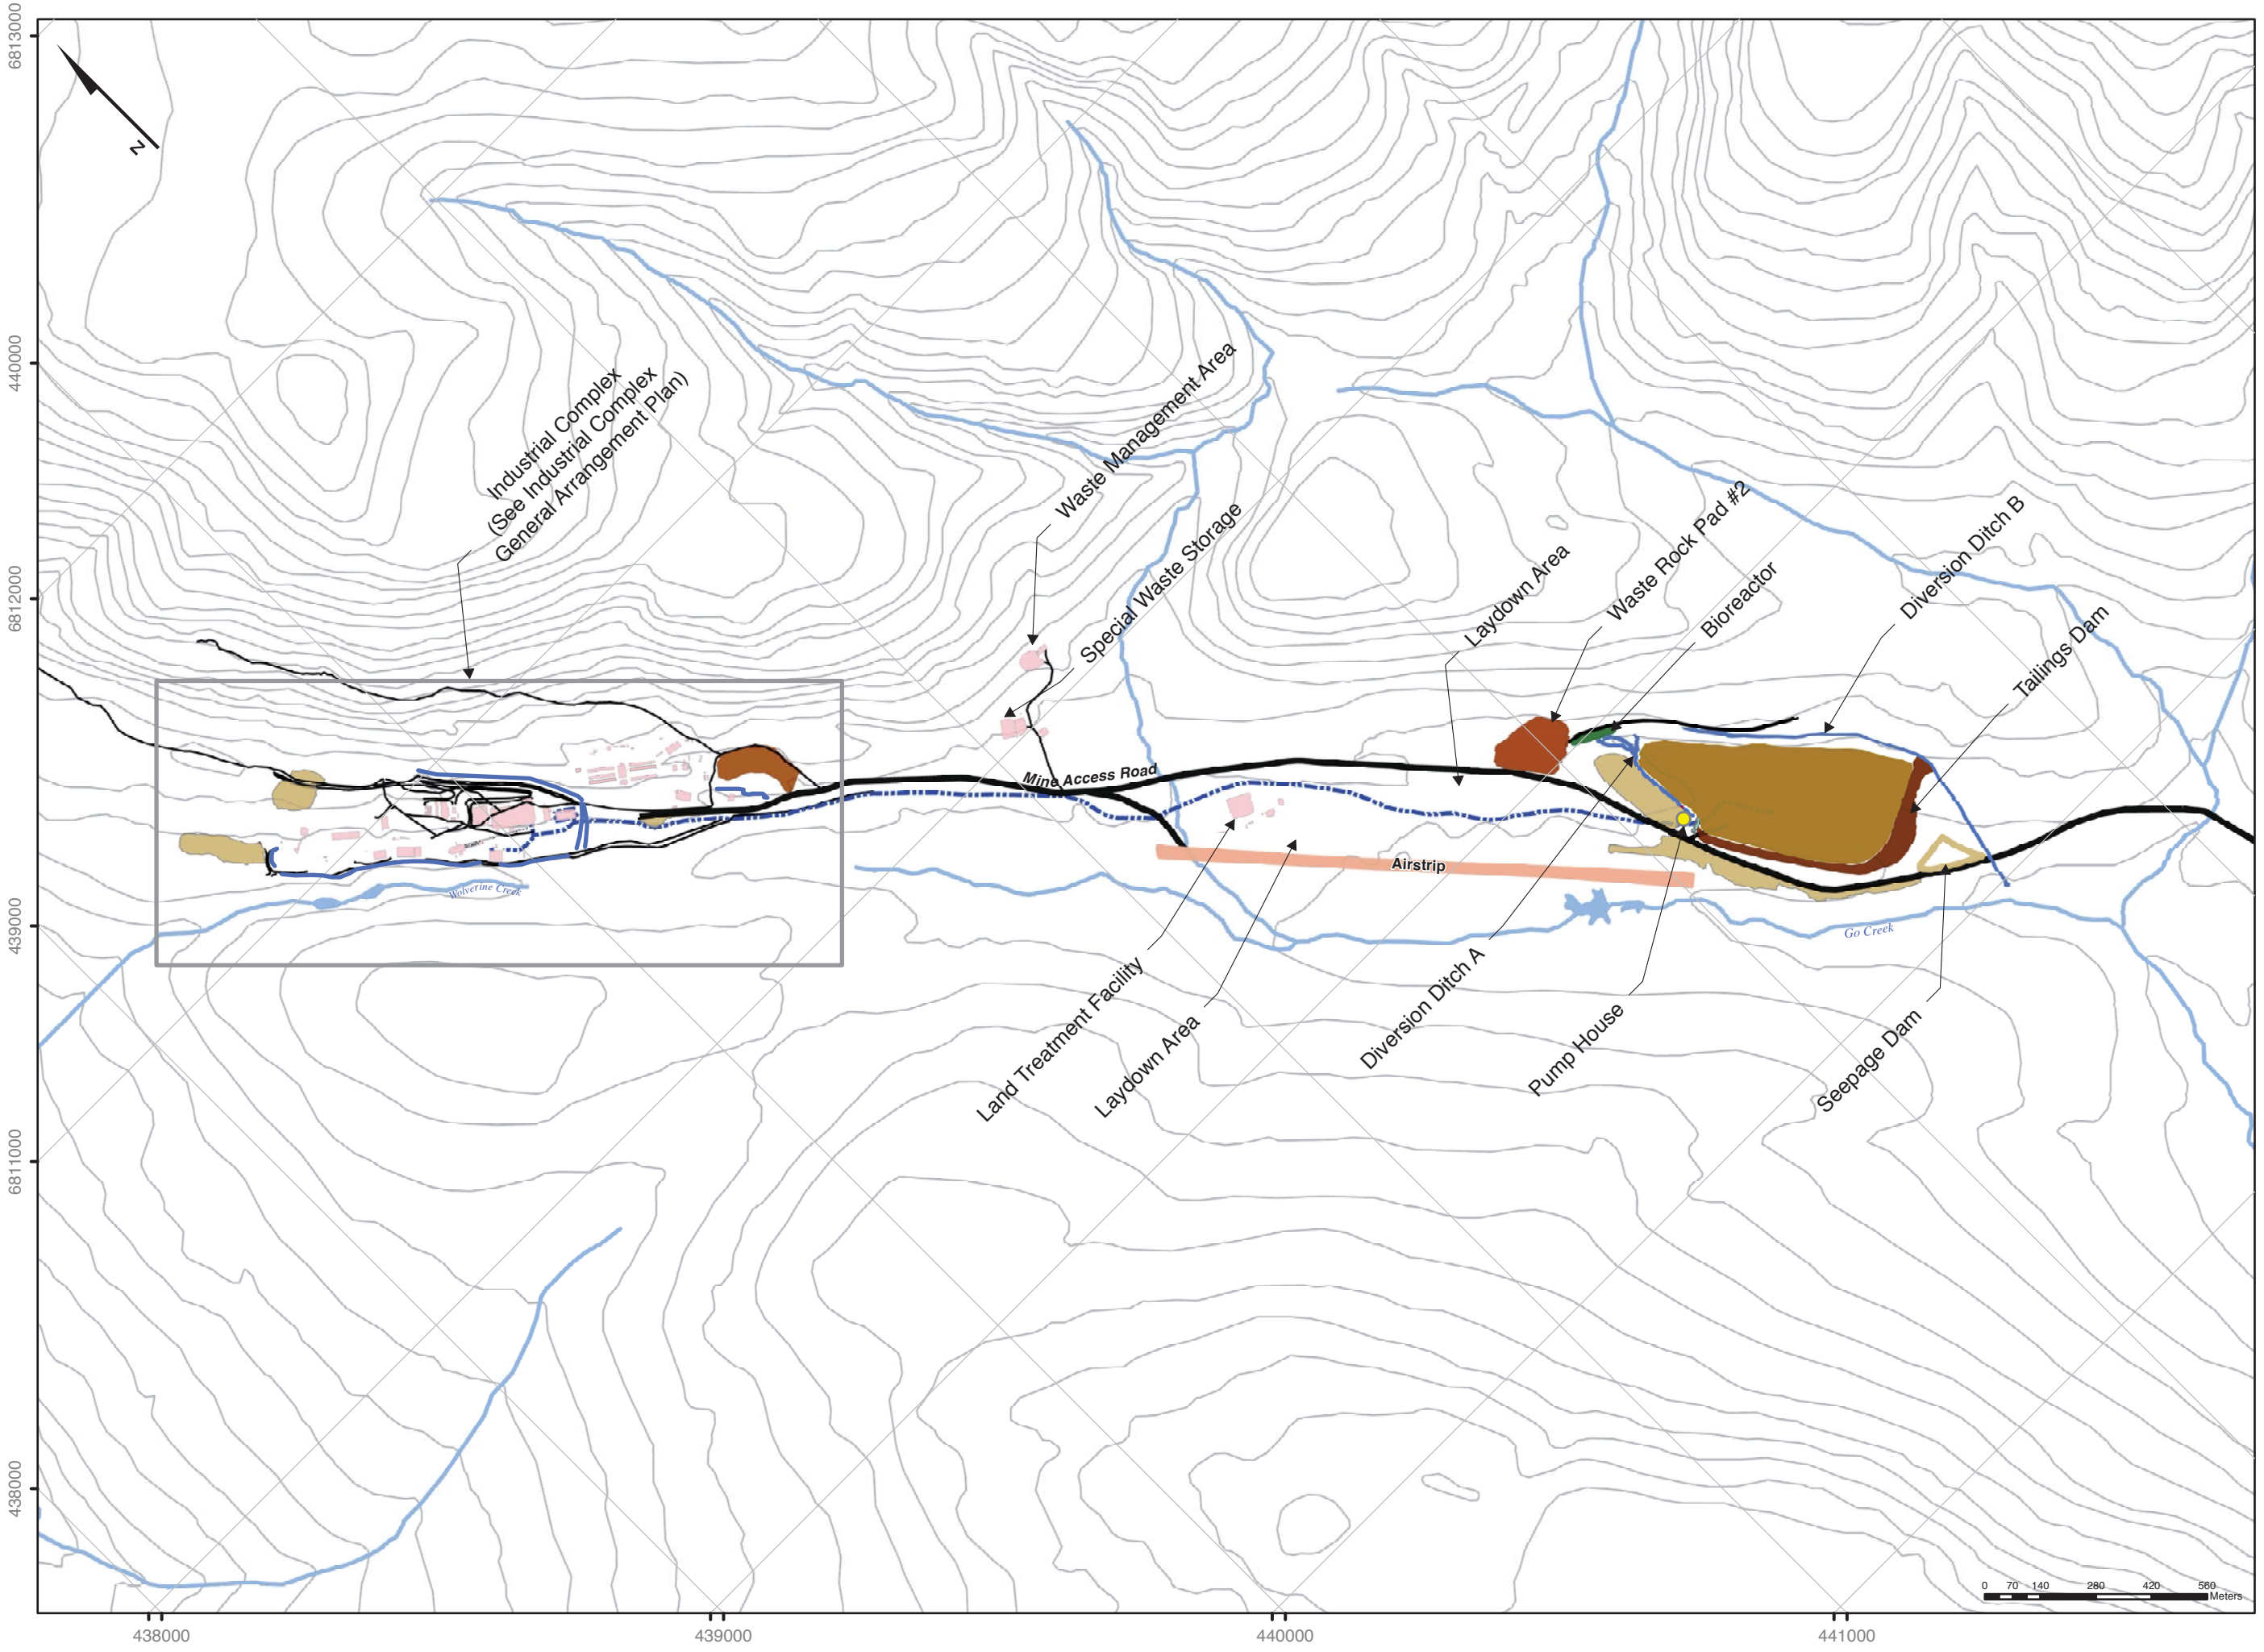 6813000
440000
6812000
439000
6811000
438000
N
Industrial Complex
(See Industrial Complex
General Arrangement Plan)
Waste Management Area
Special Waste Storage
Laydown Area
Waste Rock Pad #2
Bioreactor
Diversion Ditch B
Tailings Dam
Mine Access Road
Airstrip
Wolverine Creek
Go Creek
Land Treatment Facility
Laydown Area
Diversion Ditch A
Pump House
Seepage Dam
0 70 140 280 420 560
Meters
438000 439000 440000 441000